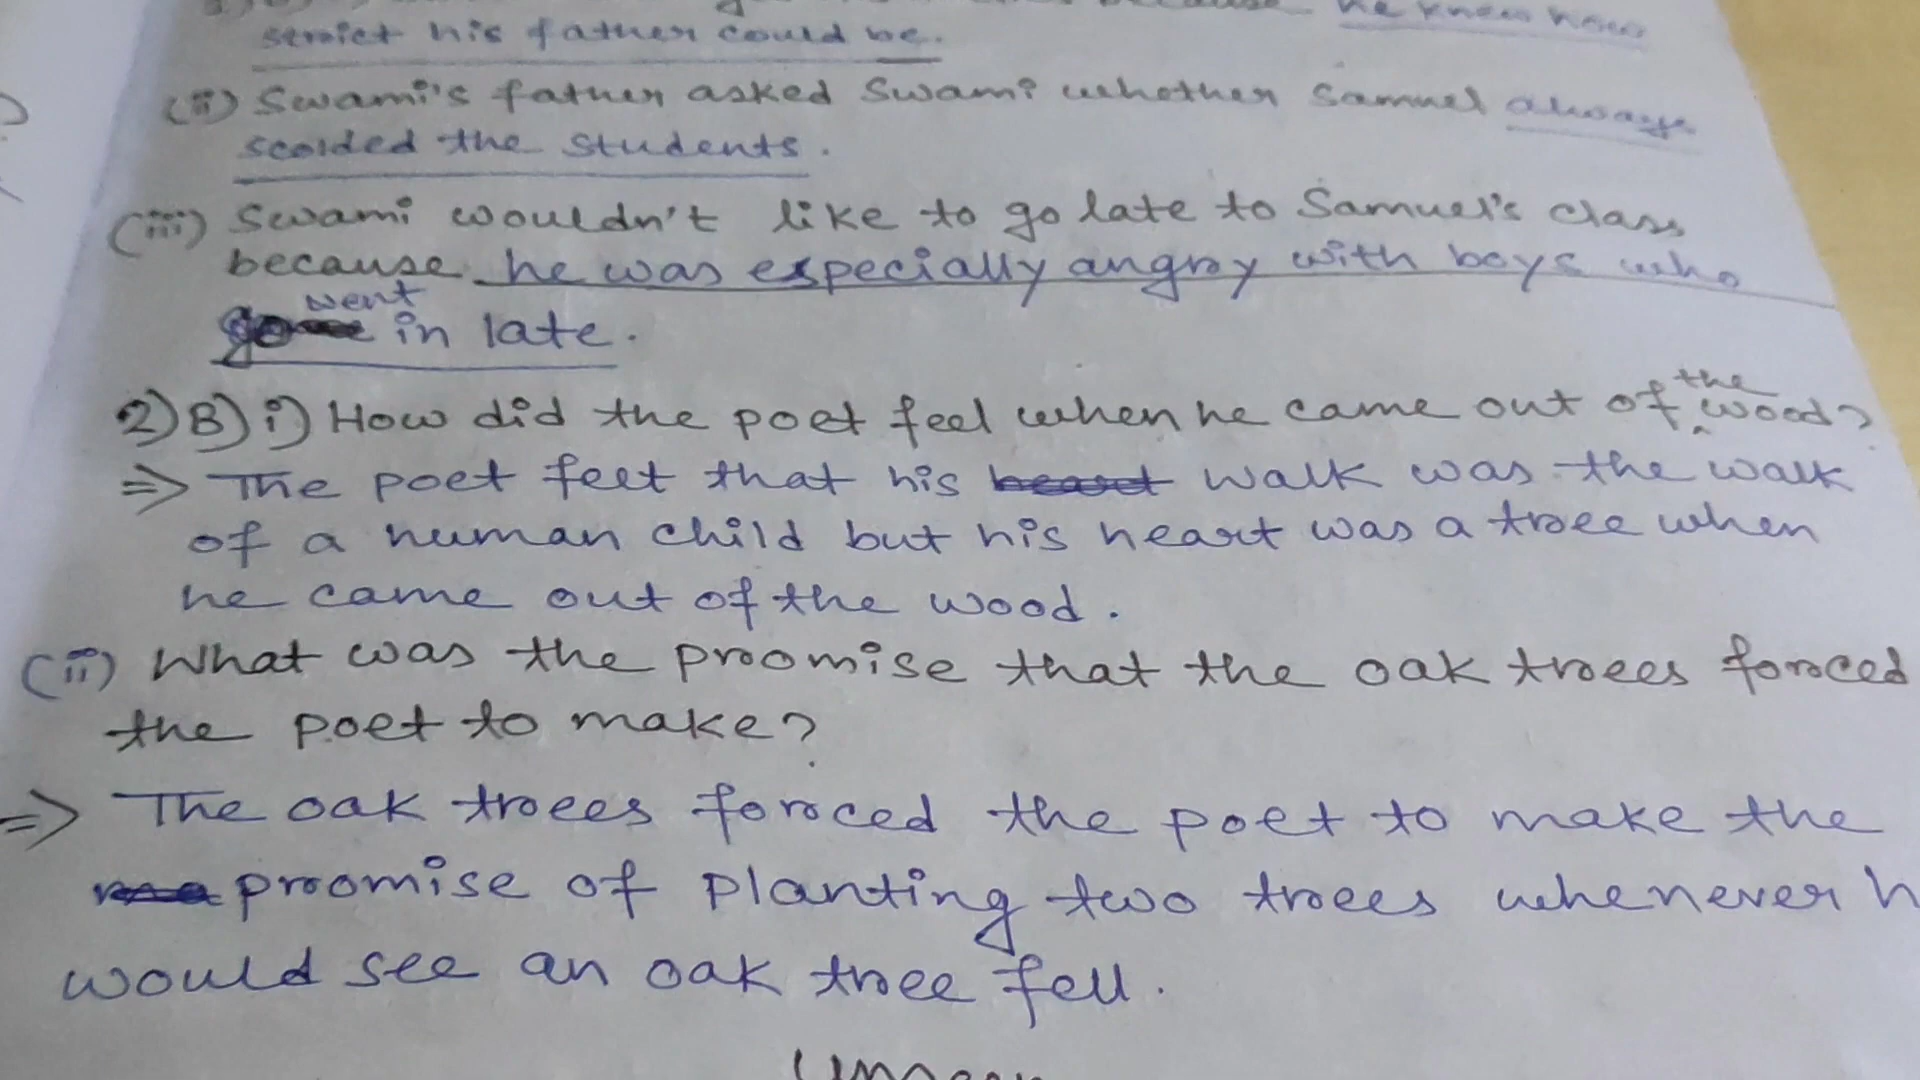 because he knew how
strict his father could be.
(ii) Swami's father asked Swami whether Samuel always
scolded the students.
(iii) Swami wouldn't like to go late to Samuel's class
because he was especially angry with boys who
went in late.
2)B) i) How did the poet feel when he came out of the wood?
⇒ The poet felt that his walk was the walk
of a human child but his heart was a tree when
he came out of the wood.
(ii) What was the promise that the oak trees forced
the poet to make?
⇒ The oak trees forced the poet to make the
promise of planting two trees whenever h
would see an oak tree fell.